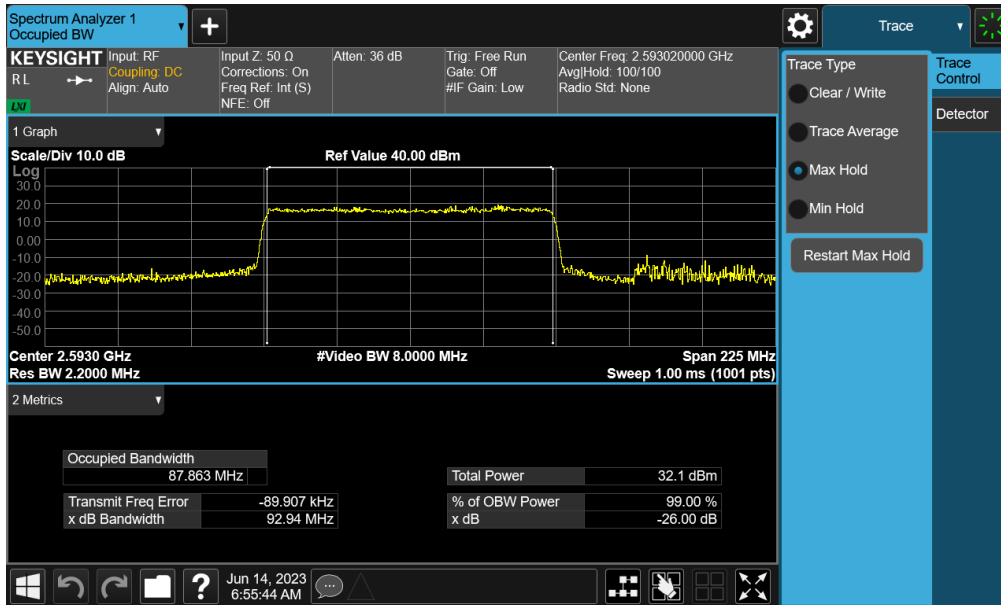 Spectrum Analyzer 1
Occupied BW
+
Trace
KEYSIGHT
R L
LXI
Input: RF
Coupling: DC
Align: Auto
Input Z: 50 Ω
Corrections: On
Freq Ref: Int (S)
NFE: Off
Atten: 36 dB
Trig: Free Run
Gate: Off
#IF Gain: Low
Center Freq: 2.593020000 GHz
Avg|Hold: 100/100
Radio Std: None
1 Graph
Scale/Div 10.0 dB
Ref Value 40.00 dBm
Log
30.0
20.0
10.0
0.00
-10.0
-20.0
-30.0
-40.0
-50.0
Center 2.5930 GHz
#Video BW 8.0000 MHz
Span 225 MHz
Res BW 2.2000 MHz
Sweep 1.00 ms (1001 pts)
2 Metrics
Occupied Bandwidth
87.863 MHz
Total Power 32.1 dBm
Transmit Freq Error -89.907 kHz
% of OBW Power 99.00 %
x dB Bandwidth 92.94 MHz
x dB -26.00 dB
Trace Type
Clear / Write
Trace Average
Max Hold
Min Hold
Restart Max Hold
Trace
Control
Detector
?
Jun 14, 2023
6:55:44 AM